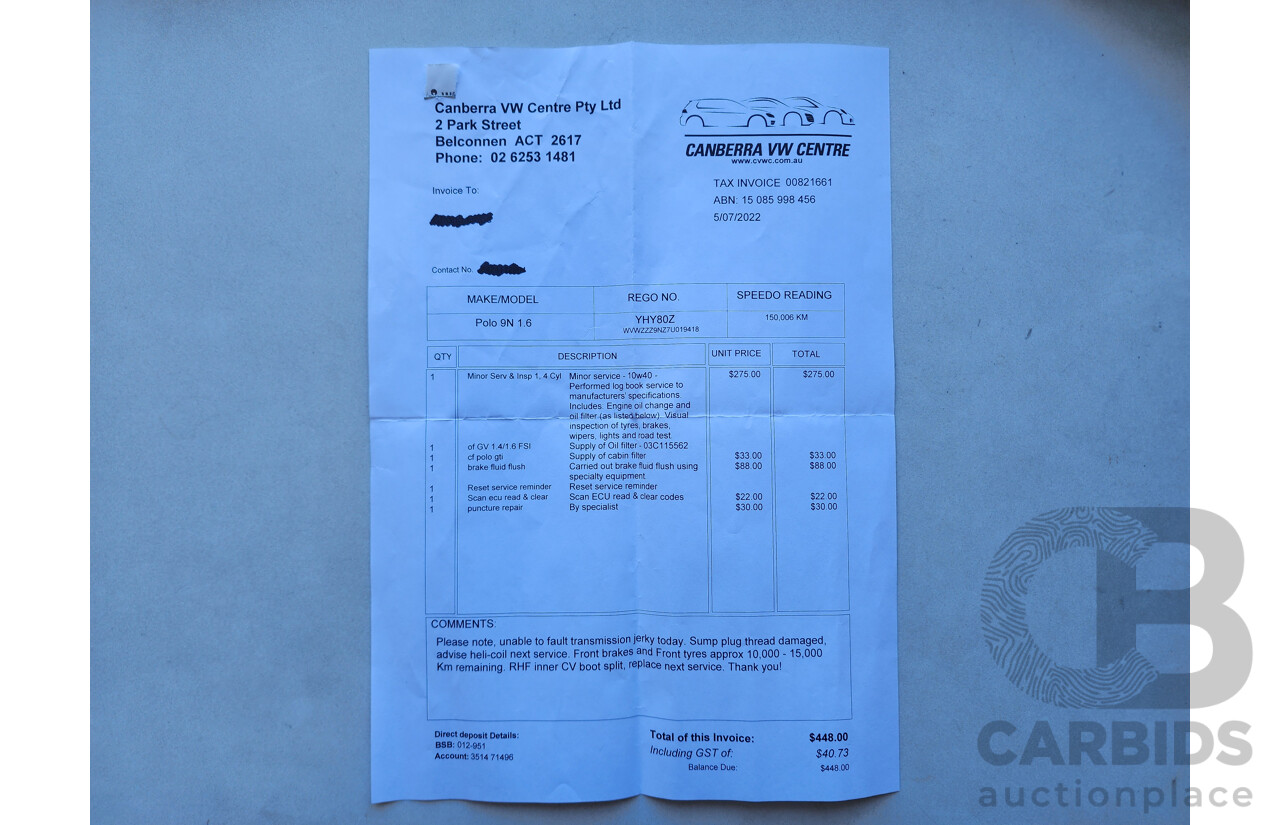 Canberra VW Centre Pty Ltd
2 Park Street
Belconnen ACT 2617
Phone: 02 6253 1481
CANBERRA VW CENTRE
www.cvwc.com.au
Invoice To:
TAX INVOICE 00821661
ABN: 15 085 998 456
5/07/2022
Contact No.
MAKE/MODEL REGO NO. SPEEDO READING
Polo 9N 1.6 YHY80Z 150,006 KM
WVWZZZ9NZ7U019418
QTY DESCRIPTION UNIT PRICE TOTAL
1 Minor Serv & Insp 1, 4 Cyl Minor service - 10w40 - $275.00 $275.00
Performed log book service to
manufacturers' specifications.
Includes: Engine oil change and
oil filter (as listed below). Visual
inspection of tyres, brakes,
wipers, lights and road test.
1 of GV 1.4/1.6 FSI Supply of Oil filter - 03C115562
1 cf polo gti Supply of cabin filter $33.00 $33.00
1 brake fluid flush Carried out brake fluid flush using $88.00 $88.00
specialty equipment
1 Reset service reminder Reset service reminder
1 Scan ecu read & clear Scan ECU read & clear codes $22.00 $22.00
1 puncture repair By specialist $30.00 $30.00
COMMENTS:
Please note, unable to fault transmission jerky today. Sump plug thread damaged,
advise heli-coil next service. Front brakes and Front tyres approx 10,000 - 15,000
Km remaining. RHF inner CV boot split, replace next service. Thank you!
Direct deposit Details:
BSB: 012-951
Account: 3514 71496
Total of this Invoice: $448.00
Including GST of: $40.73
Balance Due: $448.00
CARBIDS
auctionplace